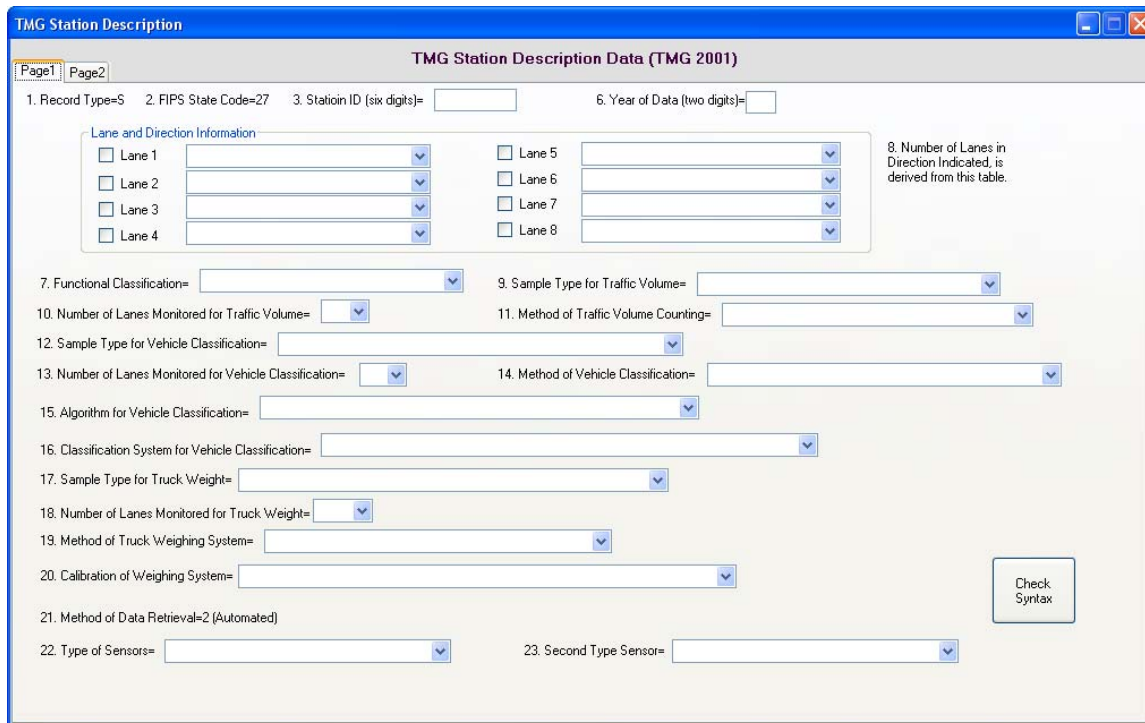 TMG Station Description
TMG Station Description Data (TMG 2001)
Page1 Page2
1. Record Type=S 2. FIPS State Code=27 3. Statioin ID (six digits)= 6. Year of Data (two digits)=
Lane and Direction Information
Lane 1
Lane 2
Lane 3
Lane 4
Lane 5
Lane 6
Lane 7
Lane 8
8. Number of Lanes in
Direction Indicated, is
derived from this table.
7. Functional Classification= 9. Sample Type for Traffic Volume=
10. Number of Lanes Monitored for Traffic Volume= 11. Method of Traffic Volume Counting=
12. Sample Type for Vehicle Classification=
13. Number of Lanes Monitored for Vehicle Classification= 14. Method of Vehicle Classification=
15. Algorithm for Vehicle Classification=
16. Classification System for Vehicle Classification=
17. Sample Type for Truck Weight=
18. Number of Lanes Monitored for Truck Weight=
19. Method of Truck Weighing System=
20. Calibration of Weighing System=
Check
Syntax
21. Method of Data Retrieval=2 (Automated)
22. Type of Sensors= 23. Second Type Sensor=